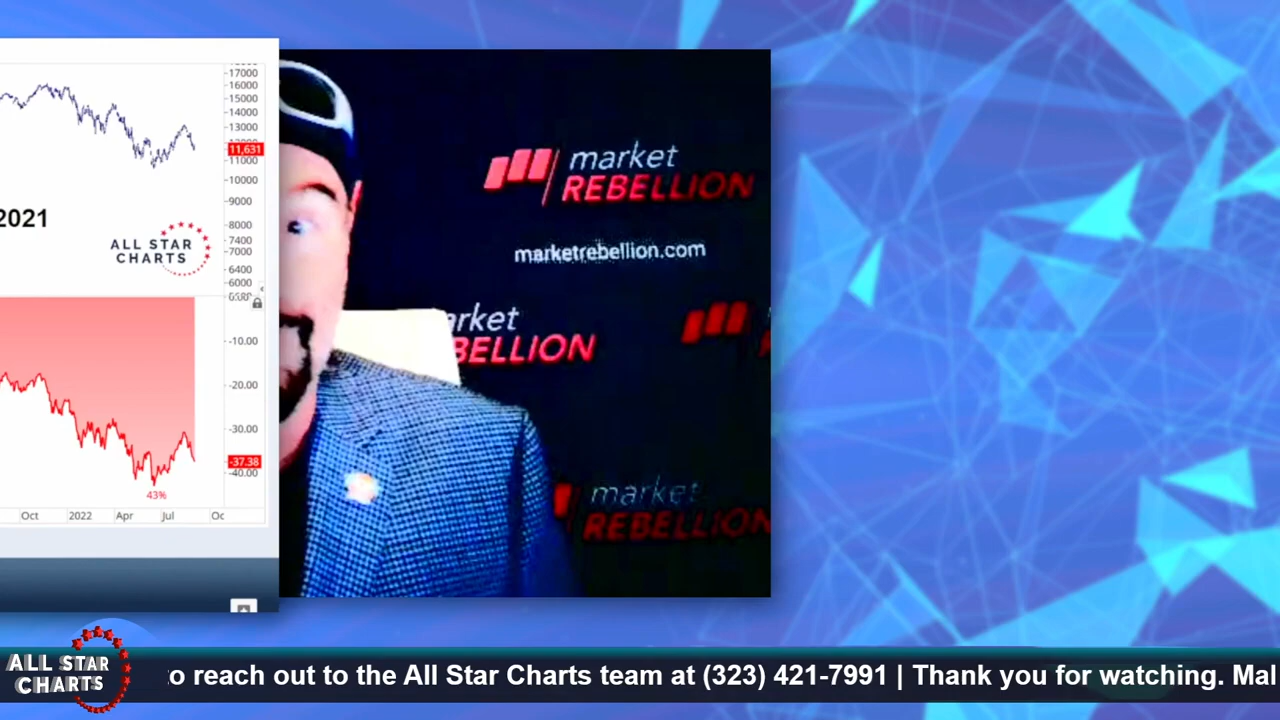 17000
16000
15000
14000
13000
11,631
11000
10000
9000
8000
7400
7000
6400
6000
2021
ALL STAR
CHARTS
-10.00
-20.00
-30.00
-37.38
-40.00
43%
Oct
2022
Apr
Jul
Oc
market
REBELLION
marketrebellion.com
arket
BELLION
market
REBELLION
ALL STAR
CHARTS
to reach out to the All Star Charts team at (323) 421-7991 | Thank you for watching. Mal